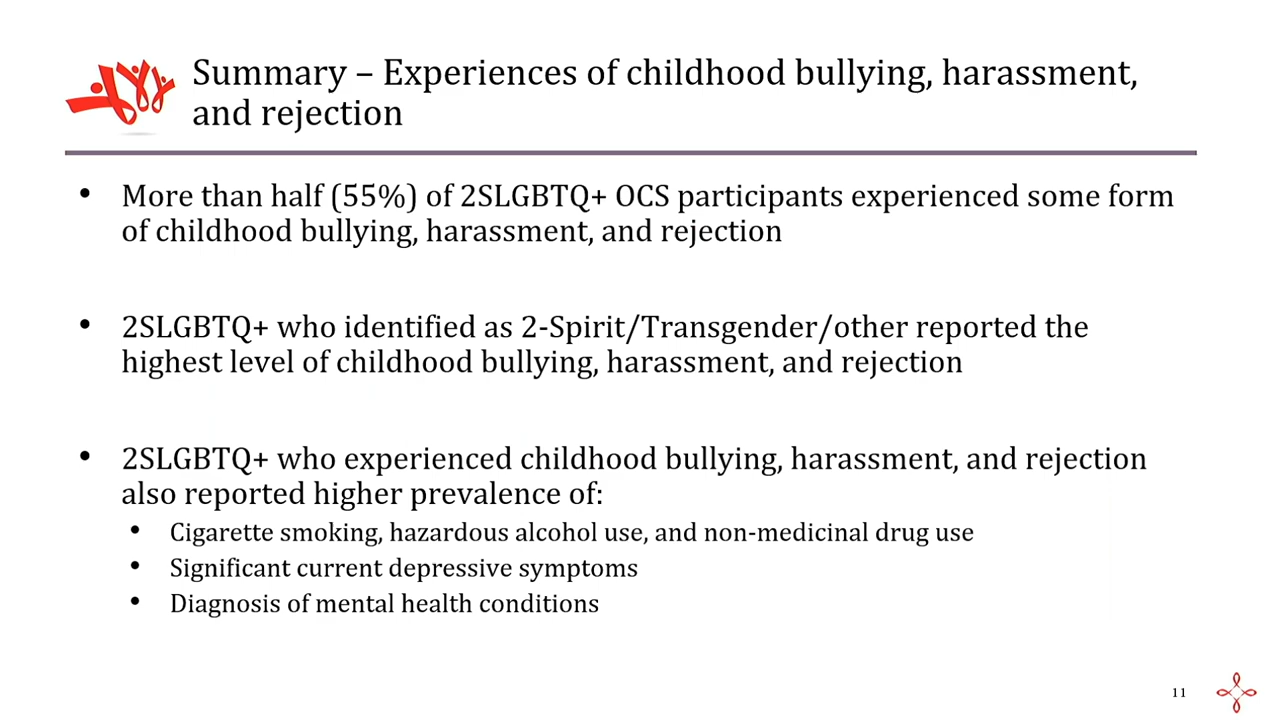 Summary – Experiences of childhood bullying, harassment,
and rejection
• More than half (55%) of 2SLGBTQ+ OCS participants experienced some form
of childhood bullying, harassment, and rejection
• 2SLGBTQ+ who identified as 2-Spirit/Transgender/other reported the
highest level of childhood bullying, harassment, and rejection
• 2SLGBTQ+ who experienced childhood bullying, harassment, and rejection
also reported higher prevalence of:
• Cigarette smoking, hazardous alcohol use, and non-medicinal drug use
• Significant current depressive symptoms
• Diagnosis of mental health conditions
11